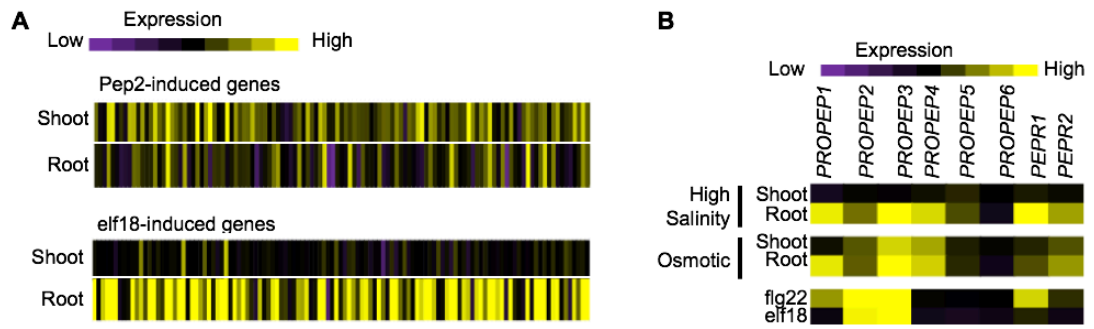 A
Expression
Low High
Pep2-induced genes
Shoot
Root
elf18-induced genes
Shoot
Root
B
Expression
Low High
PROPEP1 PROPEP2 PROPEP3 PROPEP4 PROPEP5 PROPEP6 PEPR1 PEPR2
High Salinity
Shoot
Root
Osmotic
Shoot
Root
flg22
elf18